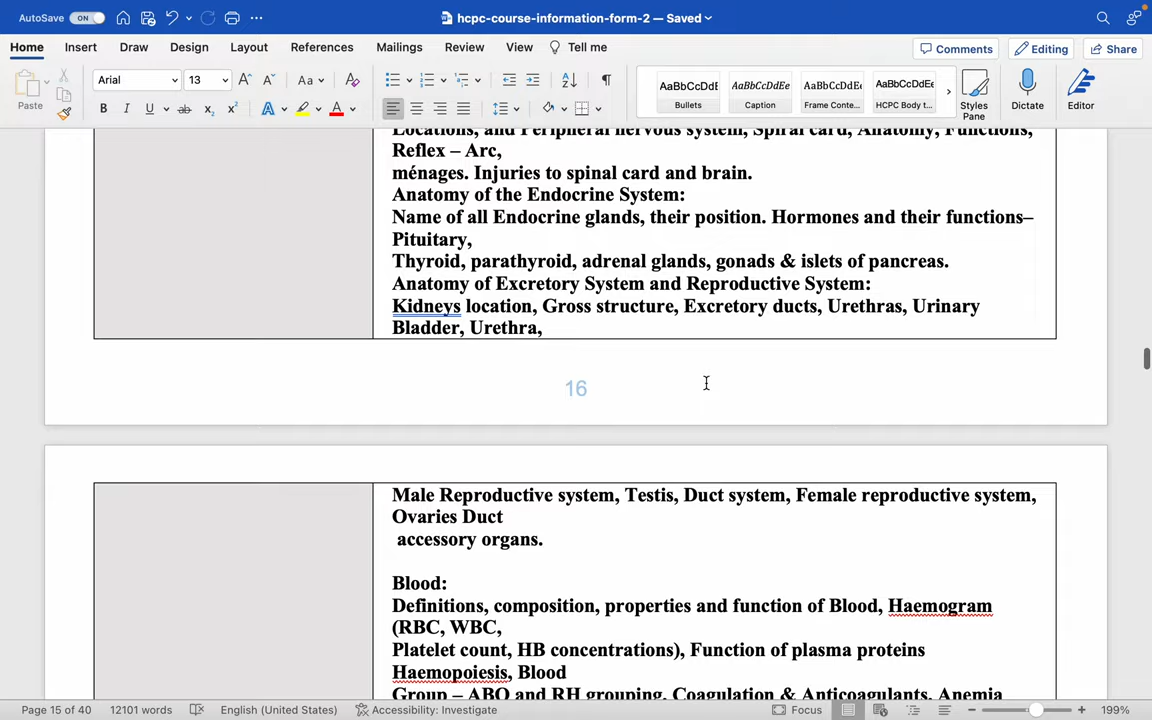 AutoSave ON hcpc-course-information-form-2 — Saved
Home Insert Draw Design Layout References Mailings Review View Tell me Comments Editing Share
Paste Arial 13 Aa AaBbCcDdI AaBbCcDdEe AaBbCcDdEe AaBbCcDdEe
Bullets Caption Frame Conte... HCPC Body t... Styles Pane Dictate Editor
Locations, and Peripheral nervous system, Spiral card, Anatomy, Functions,
Reflex – Arc,
ménages. Injuries to spinal card and brain.
Anatomy of the Endocrine System:
Name of all Endocrine glands, their position. Hormones and their functions–
Pituitary,
Thyroid, parathyroid, adrenal glands, gonads & islets of pancreas.
Anatomy of Excretory System and Reproductive System:
Kidneys location, Gross structure, Excretory ducts, Urethras, Urinary
Bladder, Urethra,
16
Male Reproductive system, Testis, Duct system, Female reproductive system,
Ovaries Duct
accessory organs.
Blood:
Definitions, composition, properties and function of Blood, Haemogram
(RBC, WBC,
Platelet count, HB concentrations), Function of plasma proteins
Haemopoiesis, Blood
Group – ABO and RH grouping, Coagulation & Anticoagulants, Anemia
Page 15 of 40 12101 words English (United States) Accessibility: Investigate Focus 199%